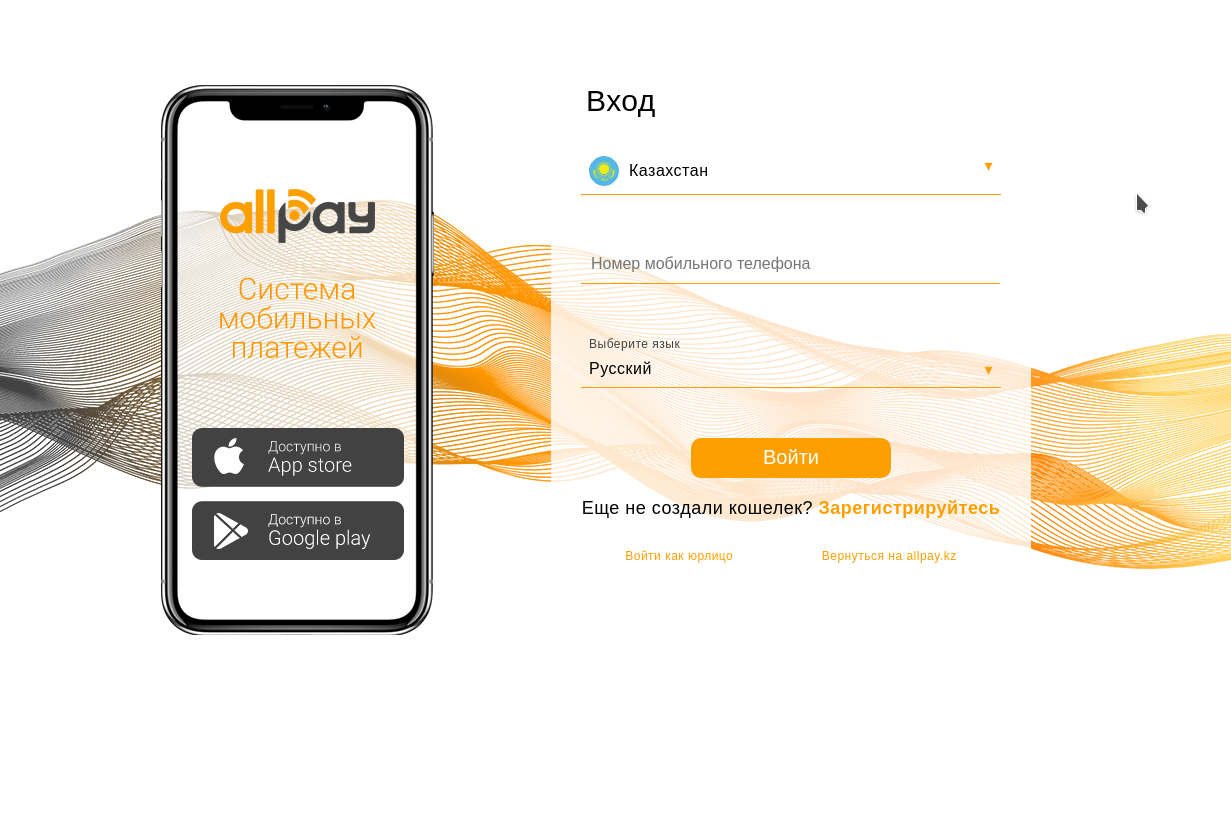 allpay
Система
мобильных
платежей
Доступно в
App store
Доступно в
Google play
Вход
Казахстан
Номер мобильного телефона
Выберите язык
Русский
Войти
Еще не создали кошелек? Зарегистрируйтесь
Войти как юрлицо
Вернуться на allpay.kz